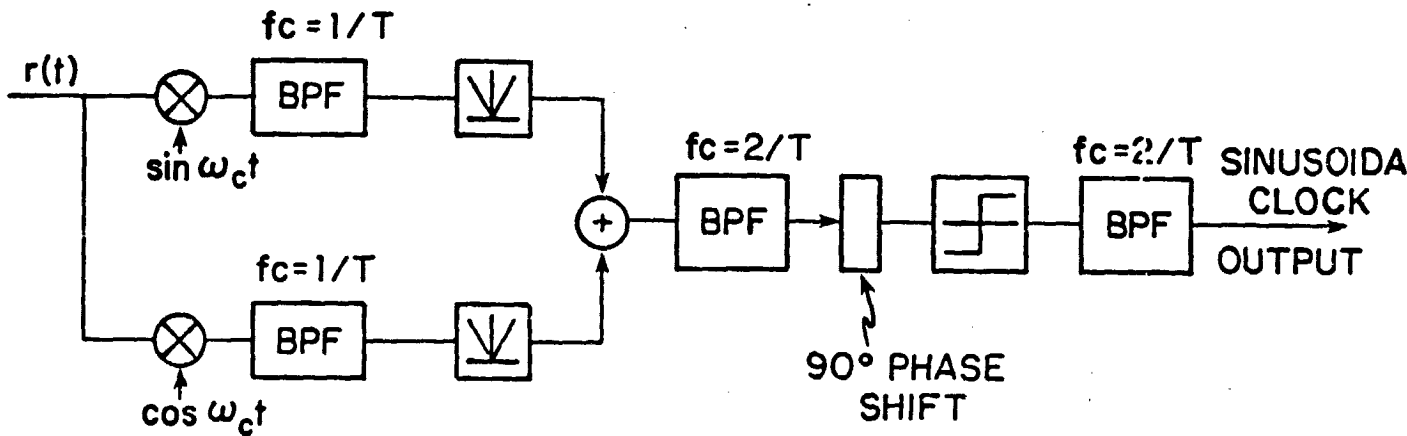 fc=1/T
r(t)
BPF
sin ωct
fc=2/T
fc=2/T
SINUSOIDA
CLOCK
+
BPF
BPF
OUTPUT
fc=1/T
BPF
90° PHASE
SHIFT
cos ωct